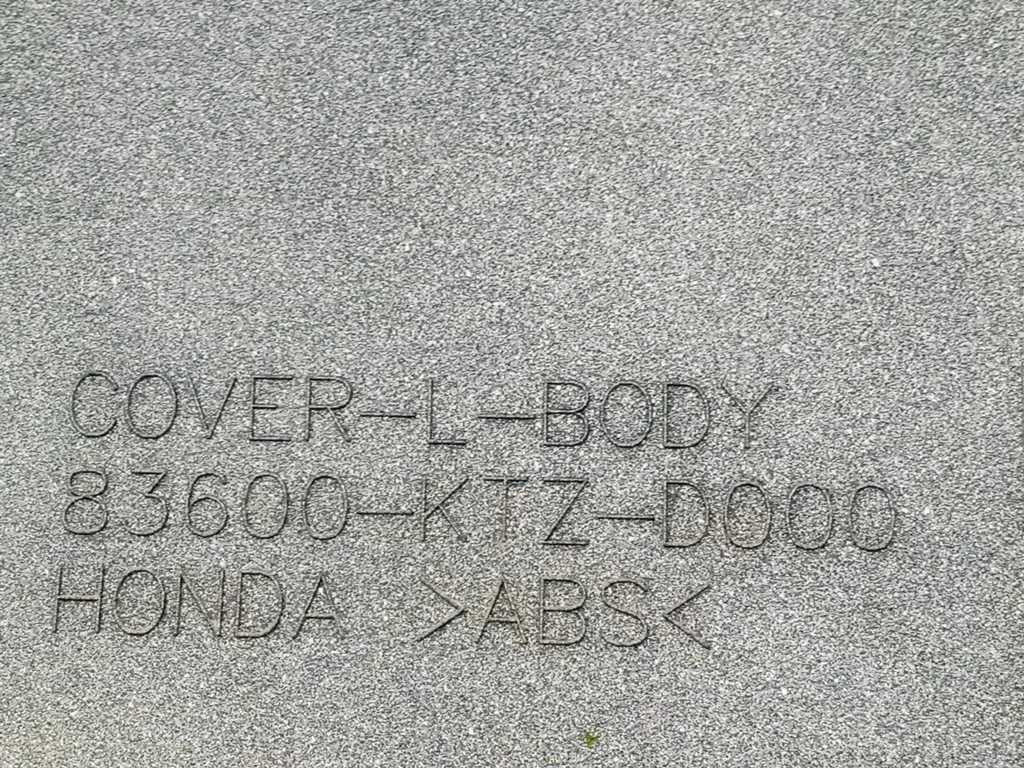 COVER-L-BODY
83600-KTZ-D000
HONDA >ABS<